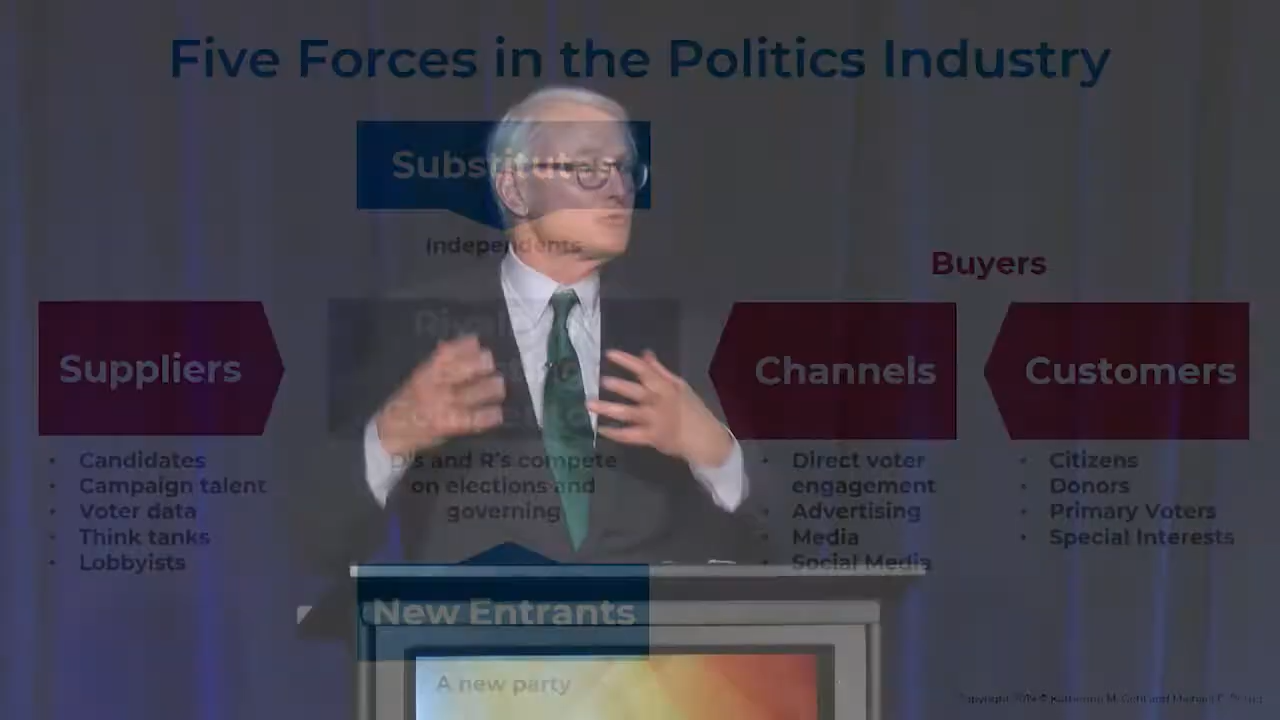 Five Forces in the Politics Industry
Substitutes
Independents
Buyers
Suppliers
Channels
Customers
• Candidates
• Campaign talent
• Voter data
• Think tanks
• Lobbyists
D's and R's compete
on elections and
governing
• Direct voter
engagement
• Advertising
• Media
• Social Media
• Citizens
• Donors
• Primary Voters
• Special Interests
New Entrants
A new party